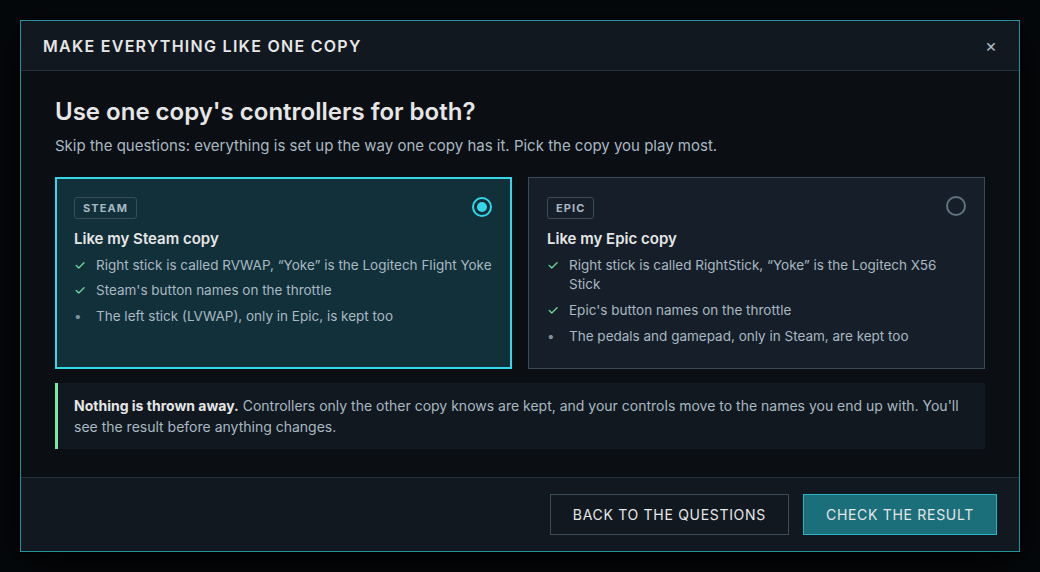 MAKE EVERYTHING LIKE ONE COPY
×
Use one copy's controllers for both?
Skip the questions: everything is set up the way one copy has it. Pick the copy you play most.
STEAM
Like my Steam copy
✓ Right stick is called RVWAP, “Yoke” is the Logitech Flight Yoke
✓ Steam's button names on the throttle
• The left stick (LVWAP), only in Epic, is kept too
EPIC
Like my Epic copy
✓ Right stick is called RightStick, “Yoke” is the Logitech X56
Stick
✓ Epic's button names on the throttle
• The pedals and gamepad, only in Steam, are kept too
Nothing is thrown away. Controllers only the other copy knows are kept, and your controls move to the names you end up with. You'll
see the result before anything changes.
BACK TO THE QUESTIONS
CHECK THE RESULT